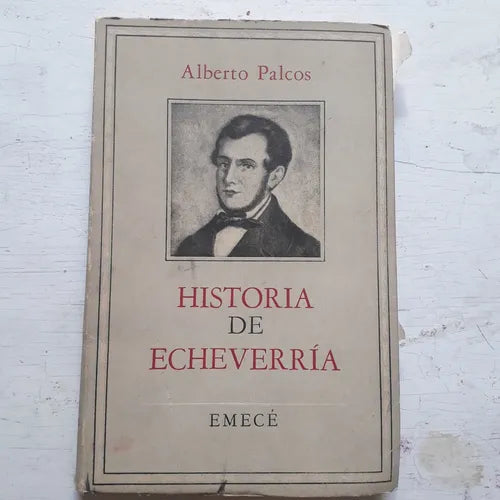 Alberto Palcos
HISTORIA
DE
ECHEVERRÍA
EMECÉ